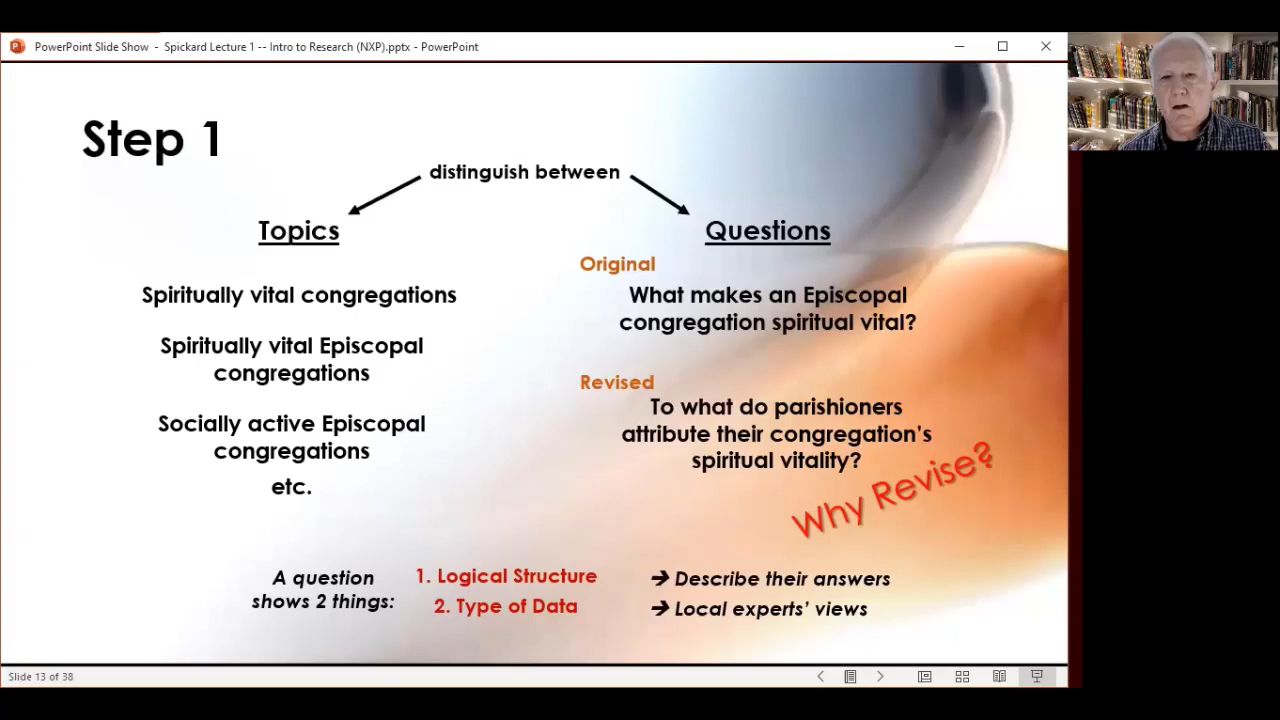 PowerPoint Slide Show - Spickard Lecture 1 -- Intro to Research (NXP).pptx - PowerPoint
Step 1
distinguish between
Topics
Spiritually vital congregations
Spiritually vital Episcopal
congregations
Socially active Episcopal
congregations
etc.
Questions
Original
What makes an Episcopal
congregation spiritual vital?
Revised
To what do parishioners
attribute their congregation's
spiritual vitality?
Why Revise?
A question
shows 2 things:
1. Logical Structure
2. Type of Data
➔ Describe their answers
➔ Local experts' views
Slide 13 of 38